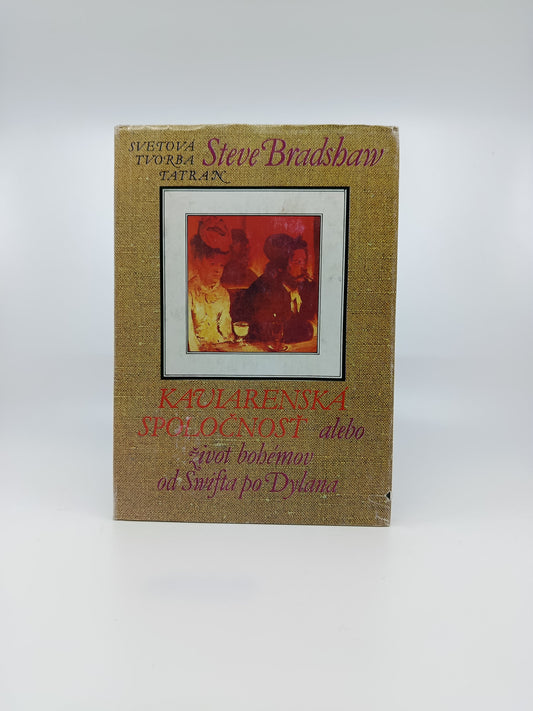 SVETOVÁ
TVORBA
TATRAN
Steve Bradshaw
KAVIARENSKÁ
SPOLOČNOSŤ alebo
život bohémov
od Swifta po Dylana